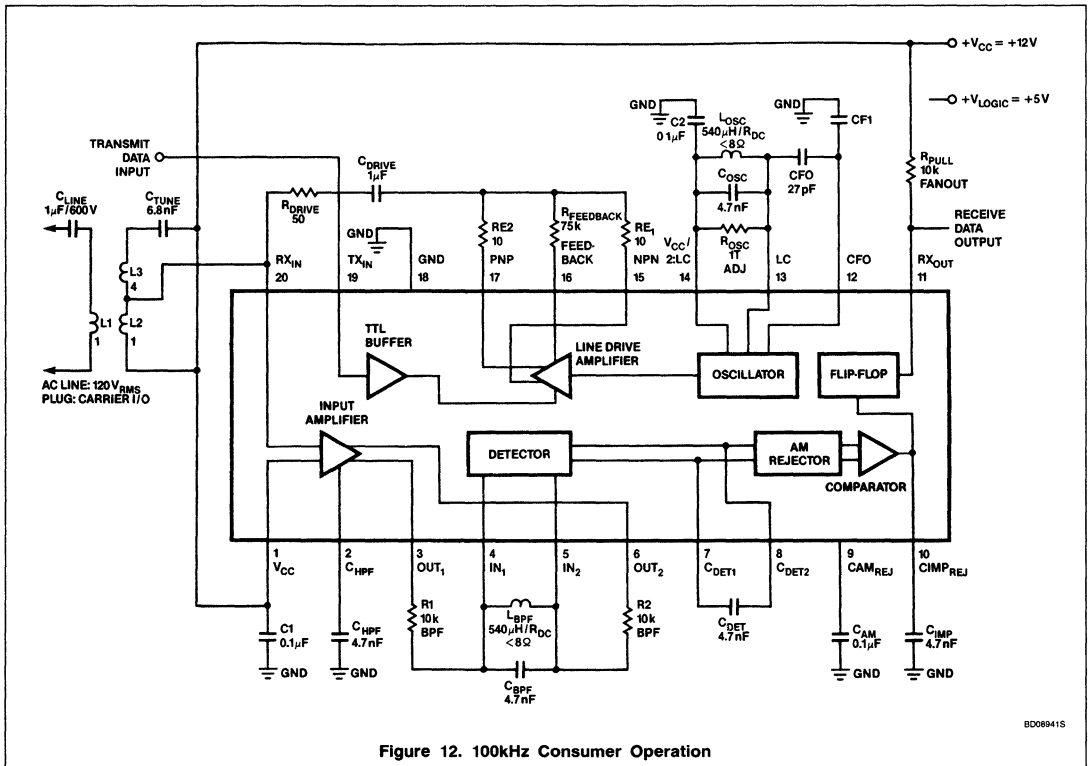 +VCC = +12V
GND
GND
+VLOGIC = +5V
C2
0 1µF
LOSC
540µH/RDC
<8Ω
CF1
TRANSMIT
DATA
INPUT
CDRIVE
1µF
COSC
4.7nF
CFO
27pF
RPULL
10k
FANOUT
CLINE
1µF/600V
CTUNE
6.8nF
RDRIVE
50
RE2
10
RFEEDBACK
75k
RE1
10
ROSC
1T
ADJ
RECEIVE
DATA
OUTPUT
GND
FEED-
BACK
VCC/
2:LC
RXIN
20
TXIN
19
GND
18
PNP
17
16
NPN
15
14
LC
13
CFO
12
RXOUT
11
L3
4
L1
1
L2
1
TTL
BUFFER
LINE DRIVE
AMPLIFIER
OSCILLATOR
FLIP-FLOP
AC LINE: 120VRMS
PLUG: CARRIER I/O
INPUT
AMPLIFIER
DETECTOR
AM
REJECTOR
COMPARATOR
1
VCC
2
CHPF
3
OUT1
4
IN1
5
IN2
6
OUT2
7
CDET1
8
CDET2
9
CAMREJ
10
CIMPREJ
C1
0.1µF
GND
CHPF
4.7nF
GND
R1
10k
BPF
LBPF
540µH/RDC
<8Ω
CBPF
4.7nF
R2
10k
BPF
CDET
4.7nF
CAM
0.1µF
GND
CIMP
4.7nF
GND
BD08941S
Figure 12. 100kHz Consumer Operation